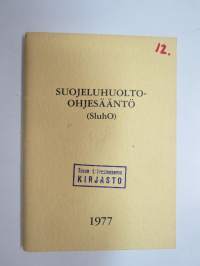 12.
SUOJELUHUOLTO-
OHJESÄÄNTÖ
(SluhO)
KIRJASTO
1977